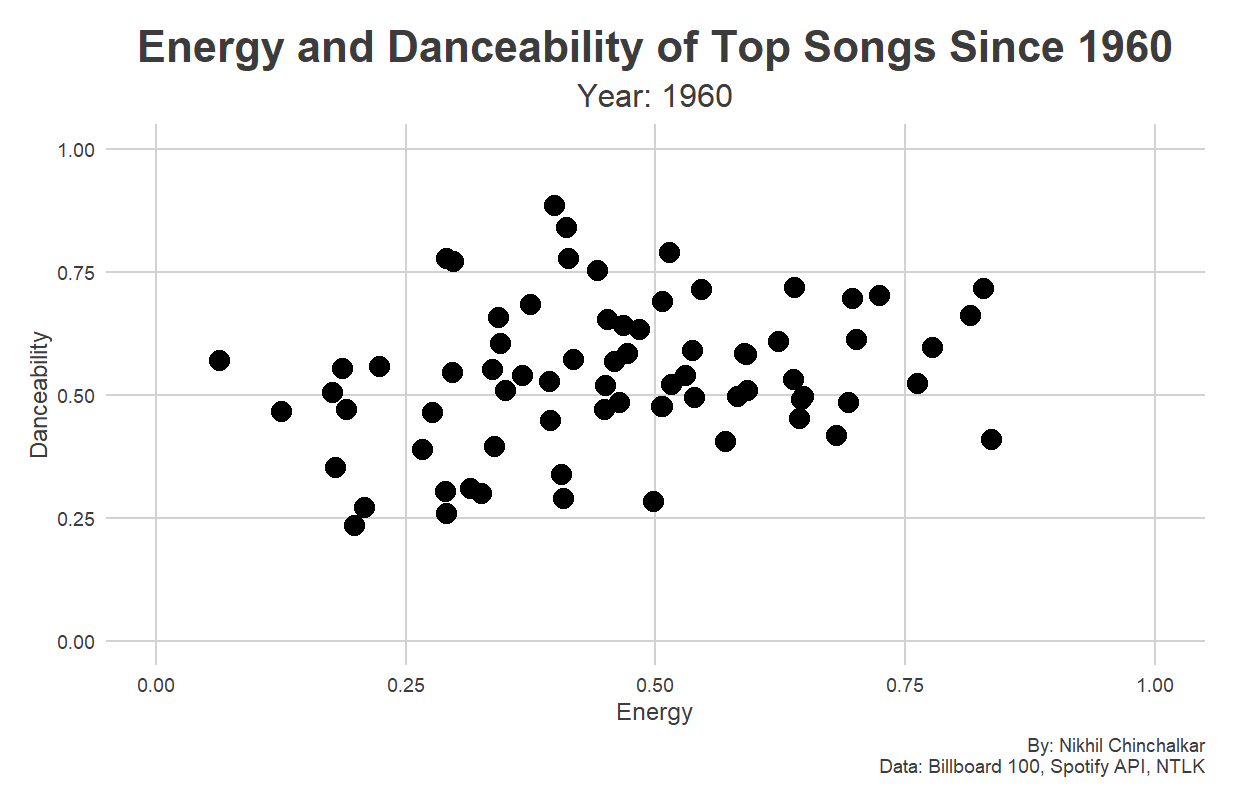 Energy and Danceability of Top Songs Since 1960
Year: 1960
1.00
0.75
0.50
0.25
0.00
Danceability
0.00 0.25 0.50 0.75 1.00
Energy
By: Nikhil Chinchalkar
Data: Billboard 100, Spotify API, NTLK